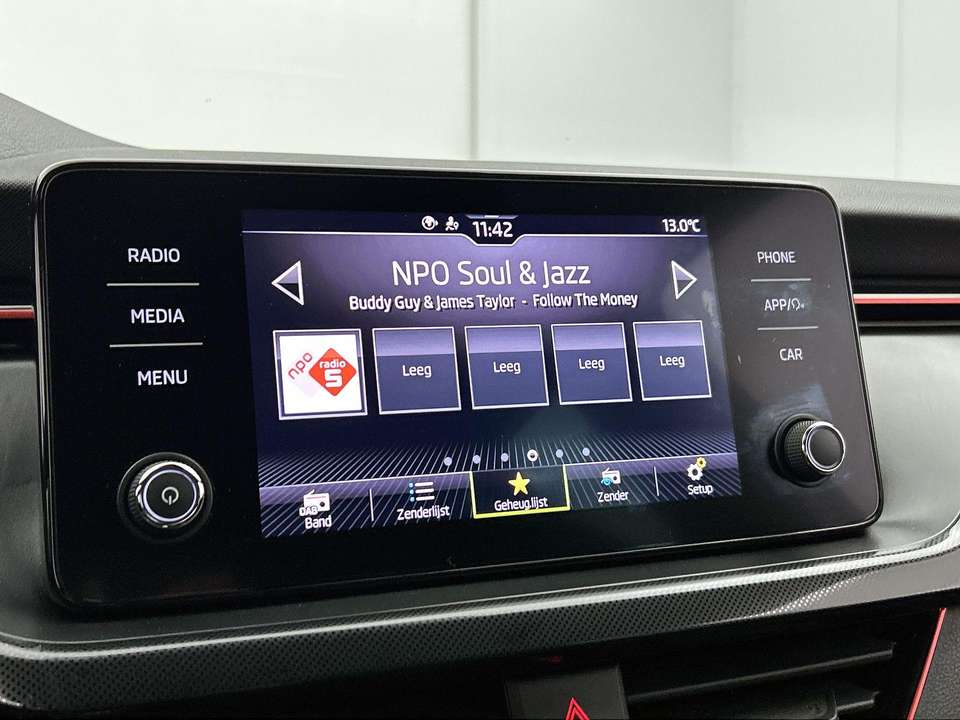 11:42
13.0°C
RADIO
MEDIA
MENU
NPO Soul & Jazz
Buddy Guy & James Taylor - Follow The Money
npo radio 5
Leeg
Leeg
Leeg
Leeg
DAB
Band
Zenderlijst
Geheug.lijst
Zender
Setup
PHONE
APP/
CAR